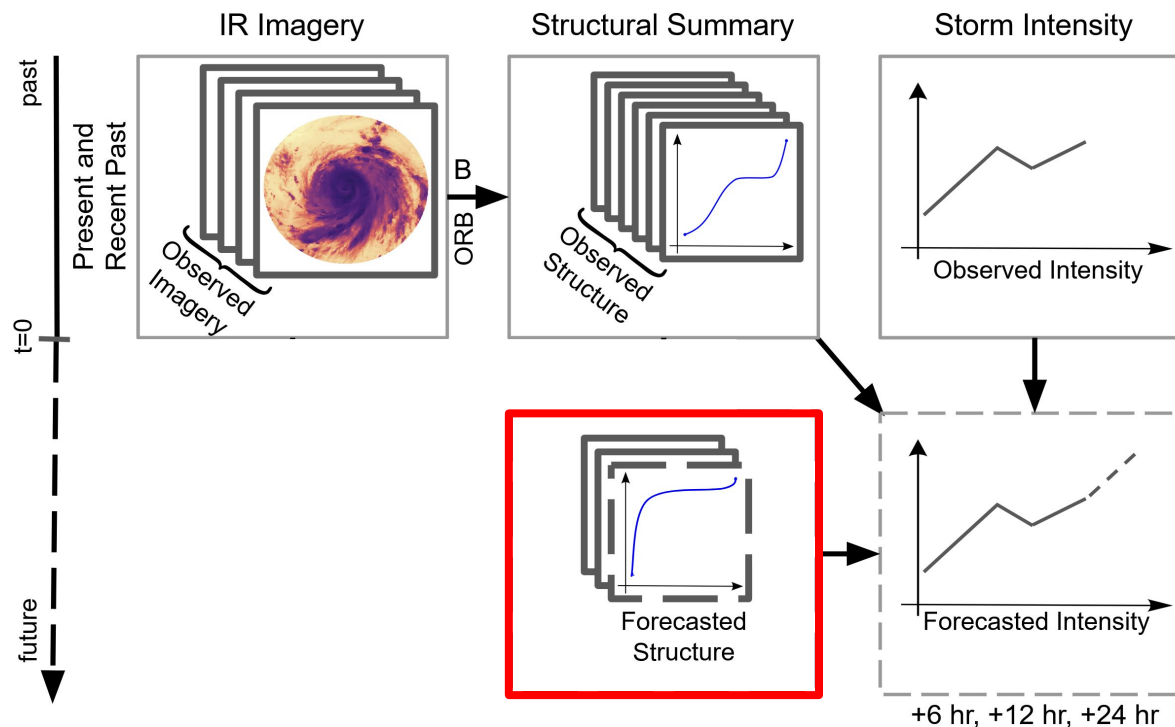 IR Imagery
Structural Summary
Storm Intensity
past
Present and
Recent Past
t=0
future
Observed
Imagery
B
ORB
Observed
Structure
Observed Intensity
Forecasted
Structure
Forecasted Intensity
+6 hr, +12 hr, +24 hr